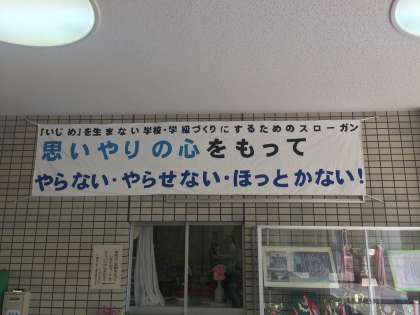 「いじめ」を生まない学校・学級づくりにするためのスローガン
思いやりの心をもって
やらない・やらせない・ほっとかない!